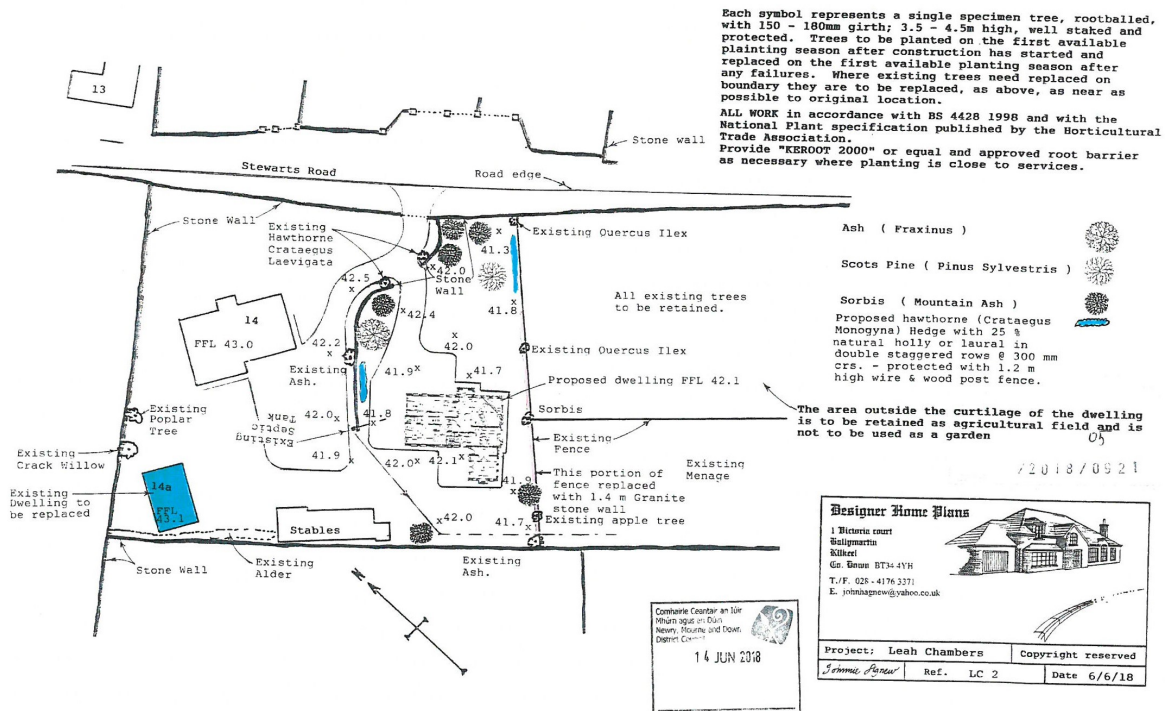 Each symbol represents a single specimen tree, rootballed,
with 150 - 180mm girth; 3.5 - 4.5m high, well staked and
protected. Trees to be planted on the first available
plainting season after construction has started and
replaced on the first available planting season after
any failures. Where existing trees need replaced on
boundary they are to be replaced, as above, as near as
possible to original location.
ALL WORK in accordance with BS 4428 1998 and with the
National Plant specification published by the Horticultural
Trade Association.
Provide "KEROOT 2000" or equal and approved root barrier
as necessary where planting is close to services.
13
Stone wall
Stewarts Road
Road edge
Stone Wall
Existing
Hawthorne
Crataegus
Laevigata
Existing Quercus Ilex
41.3
42.0
42.5
Stone
Wall
41.8
42.4
All existing trees
to be retained.
Ash ( Fraxinus )
Scots Pine ( Pinus Sylvestris )
Sorbis ( Mountain Ash )
Proposed hawthorne (Crataegus
Monogyna) Hedge with 25 %
natural holly or laural in
double staggered rows @ 300 mm
crs. - protected with 1.2 m
high wire & wood post fence.
14
FFL 43.0
42.2
42.0
Existing Quercus Ilex
Existing
Ash.
41.9
41.7
Proposed dwelling FFL 42.1
42.0
41.8
Existing
Septic
Tank
Sorbis
The area outside the curtilage of the dwelling
is to be retained as agricultural field and is
not to be used as a garden
Existing
Poplar
Tree
Existing
Fence
Existing
Crack Willow
41.9
42.0
42.1
41.9
This portion of
fence replaced
with 1.4 m Granite
stone wall
Existing
Menage
/2018/0921
Existing
Dwelling to
be replaced
14a
FFL
43.1
Stables
42.0
41.7
Existing apple tree
Stone Wall
Existing
Alder
Existing
Ash.
N
Comhairle Ceantair an Iúir
Mhúrn agus an Dúin
Newry, Mourne and Down
District Council
14 JUN 2018
Designer Home Plans
1 Victoria court
Ballymartin
Kilkeel
Co. Down BT34 4YH
T./F. 028 - 4176 3371
E. johnhagnew@yahoo.co.uk
Project; Leah Chambers
Copyright reserved
Johnnie Agnew
Ref. LC 2
Date 6/6/18